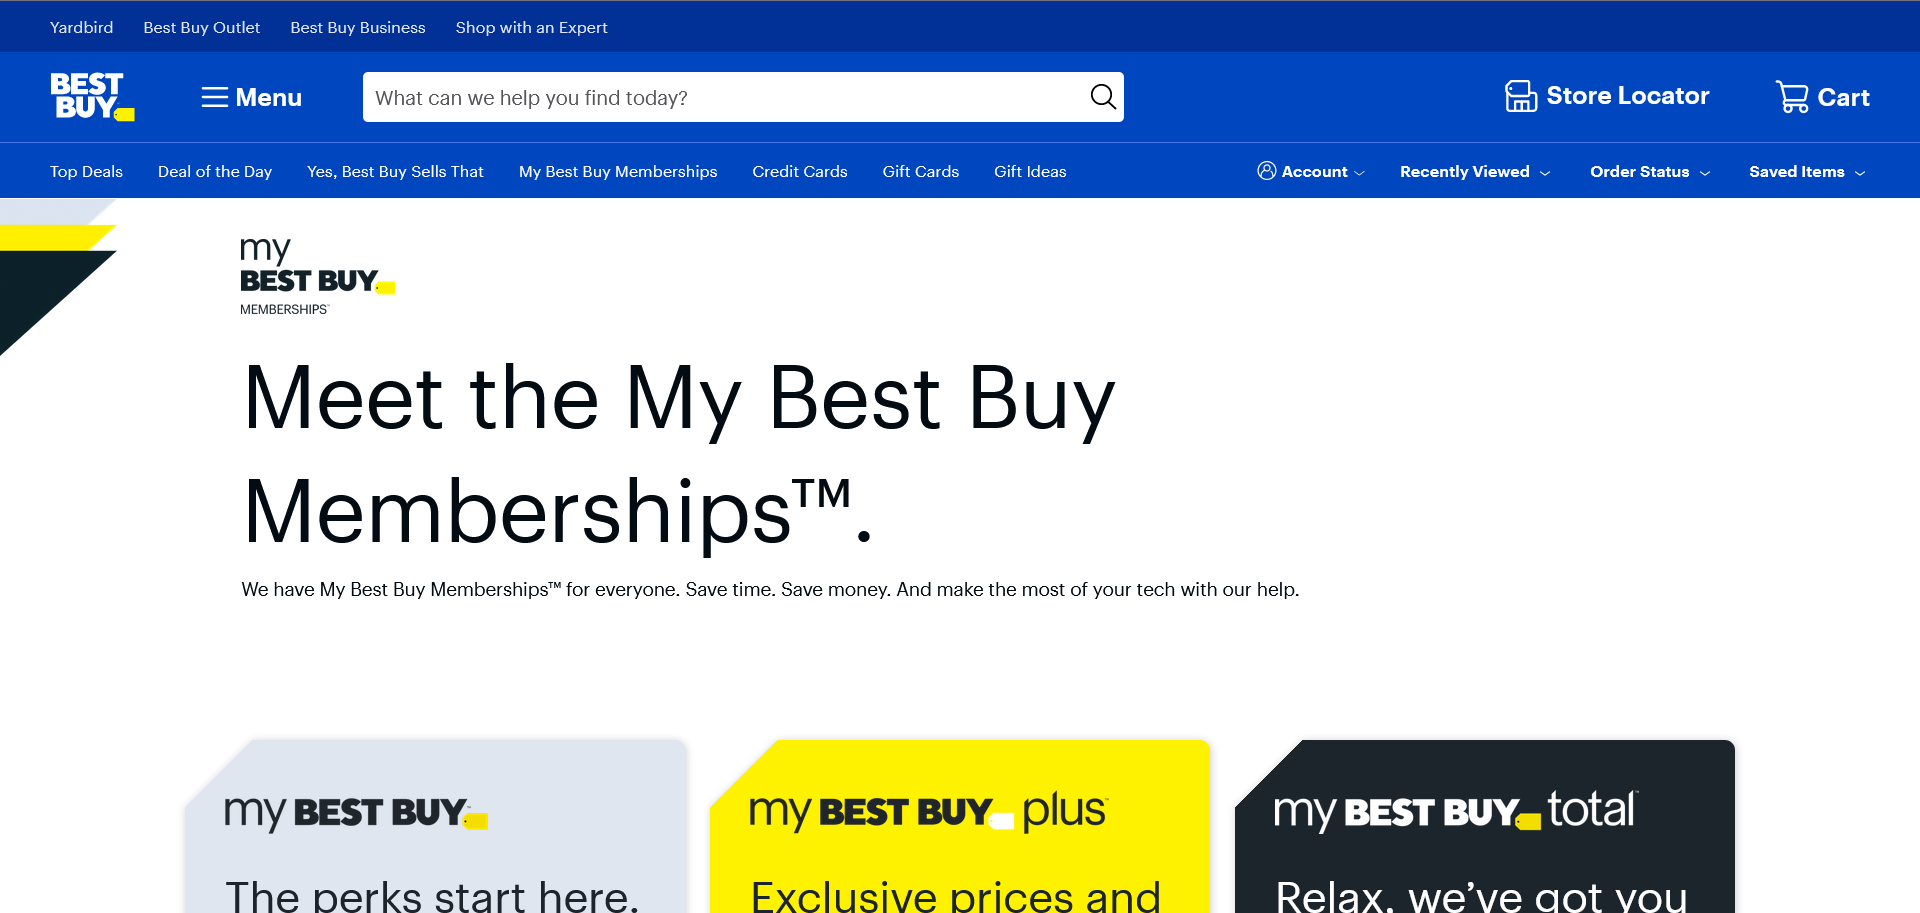 Yardbird Best Buy Outlet Best Buy Business Shop with an Expert
BEST BUY
Menu
What can we help you find today?
Store Locator
Cart
Top Deals Deal of the Day Yes, Best Buy Sells That My Best Buy Memberships Credit Cards Gift Cards Gift Ideas Account Recently Viewed Order Status Saved Items
my
BEST BUY
MEMBERSHIPS™
Meet the My Best Buy
Memberships™.
We have My Best Buy Memberships™ for everyone. Save time. Save money. And make the most of your tech with our help.
my BEST BUY™
The perks start here.
my BEST BUY plus™
Exclusive prices and
my BEST BUY total™
Relax, we’ve got you